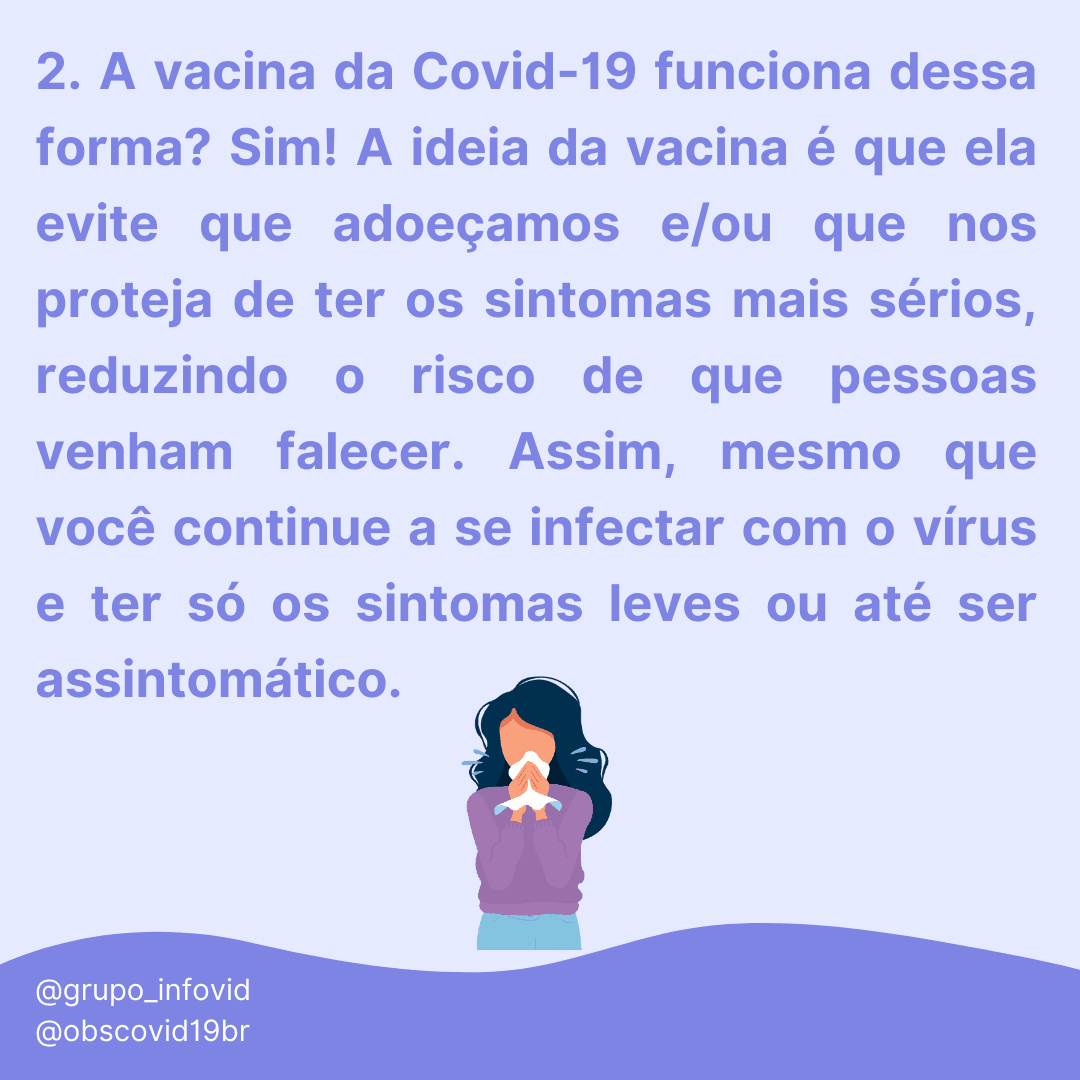 2. A vacina da Covid-19 funciona dessa
forma? Sim! A ideia da vacina é que ela
evite que adoeçamos e/ou que nos
proteja de ter os sintomas mais sérios,
reduzindo o risco de que pessoas
venham falecer. Assim, mesmo que
você continue a se infectar com o vírus
e ter só os sintomas leves ou até ser
assintomático.
@grupo_infovid
@obscovid19br